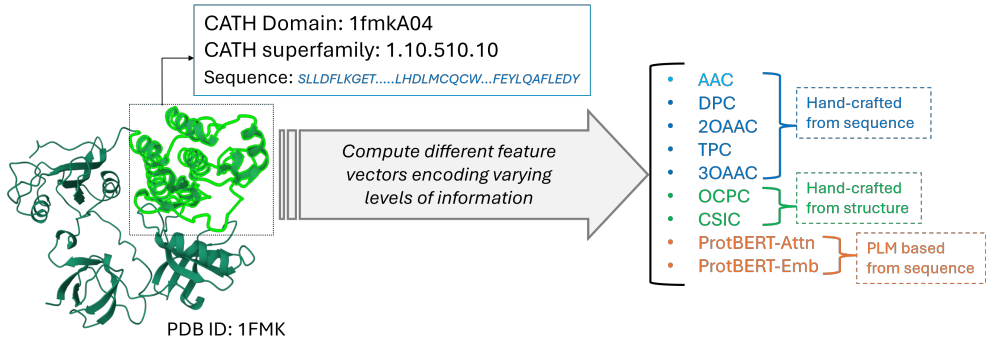 CATH Domain: 1fmkA04
CATH superfamily: 1.10.510.10
Sequence: SLLDFLKGET.....LHDLMCQCW...FEYLQAFLEDY
Compute different feature
vectors encoding varying
levels of information
• AAC
• DPC
• 2OAAC
• TPC
• 3OAAC
• OCPC
• CSIC
• ProtBERT-Attn
• ProtBERT-Emb
Hand-crafted
from sequence
Hand-crafted
from structure
PLM based
from sequence
PDB ID: 1FMK